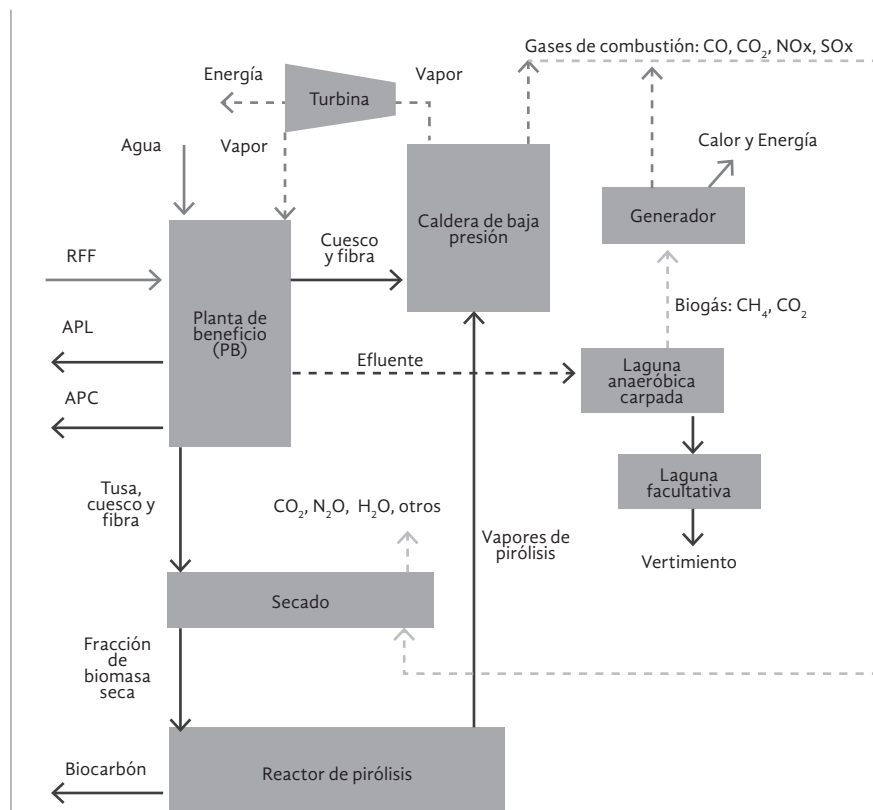 Gases de combustión: CO, CO₂, NOx, SOx
Energía
Vapor
Turbina
Agua
Vapor
Calor y Energía
Caldera de baja
presión
Generador
RFF
Cuesco
y fibra
Biogás: CH₄, CO₂
APL
Planta de
beneficio
(PB)
Efluente
Laguna
anaeróbica
carpada
APC
Laguna
facultativa
Tusa,
cuesco y
fibra
CO₂, N₂O, H₂O, otros
Vapores de
pirólisis
Vertimiento
Secado
Fracción
de
biomasa
seca
Biocarbón
Reactor de pirólisis